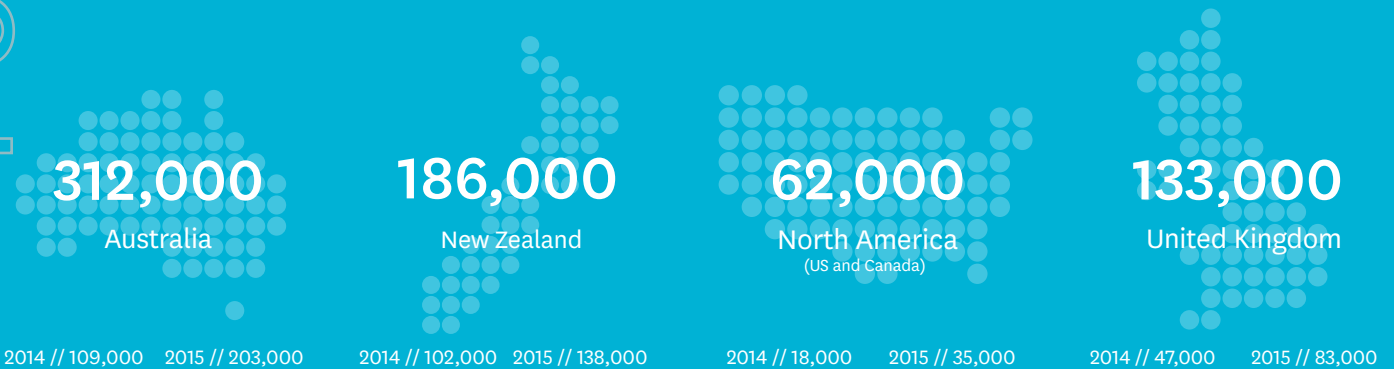 312,000
Australia
2014 // 109,000 2015 // 203,000
186,000
New Zealand
2014 // 102,000 2015 // 138,000
62,000
North America
(US and Canada)
2014 // 18,000 2015 // 35,000
133,000
United Kingdom
2014 // 47,000 2015 // 83,000